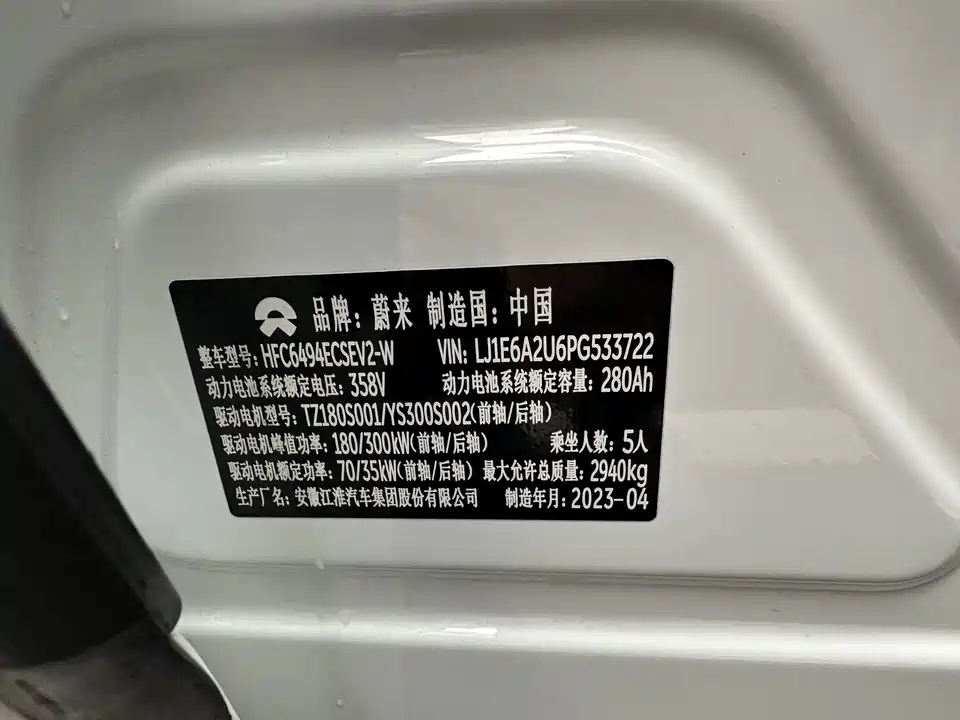 品牌: 蔚来 制造国: 中国
整车型号: HFC6494ECSEV2-W VIN: LJ1E6A2U6PG533722
动力电池系统额定电压: 358V 动力电池系统额定容量: 280Ah
驱动电机型号: TZ180S001/YS300S002(前轴/后轴)
驱动电机峰值功率: 180/300kW(前轴/后轴) 乘坐人数: 5人
驱动电机额定功率: 70/35kW(前轴/后轴) 最大允许总质量: 2940kg
生产厂名: 安徽江淮汽车集团股份有限公司 制造年月: 2023-04